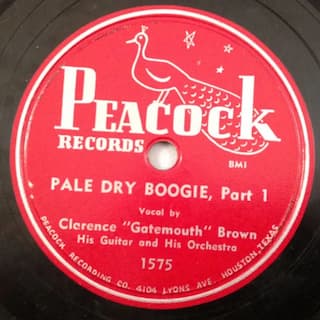 PEACOCK
RECORDS
BMI
PALE DRY BOOGIE, Part 1
Vocal by
Clarence "Gatemouth" Brown
His Guitar and His Orchestra
1575
PEACOCK RECORDING CO. 4104 LYONS AVE. HOUSTON, TEXAS